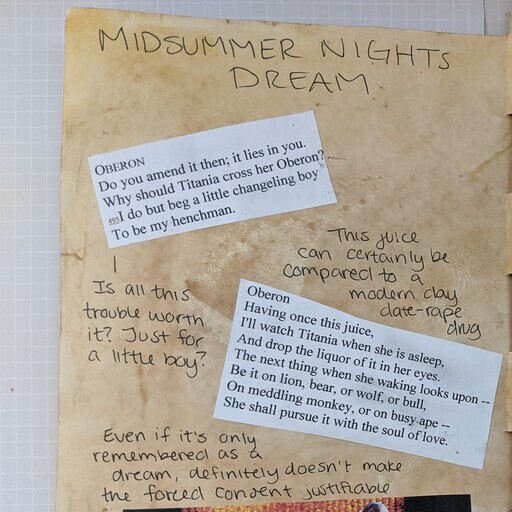 MIDSUMMER NIGHTS
DREAM
OBERON
Do you amend it then; it lies in you.
Why should Titania cross her Oberon?
495I do but beg a little changeling boy
To be my henchman.
Is all this
trouble worth
it? Just for
a little boy?
This juice
can certainly be
compared to a
modern day
date-rape
drug
Oberon
Having once this juice,
I'll watch Titania when she is asleep,
And drop the liquor of it in her eyes.
The next thing when she waking looks upon --
Be it on lion, bear, or wolf, or bull,
On meddling monkey, or on busy ape --
She shall pursue it with the soul of love.
Even if it's only
remembered as a
dream, definitely doesn't make
the forced consent justifiable